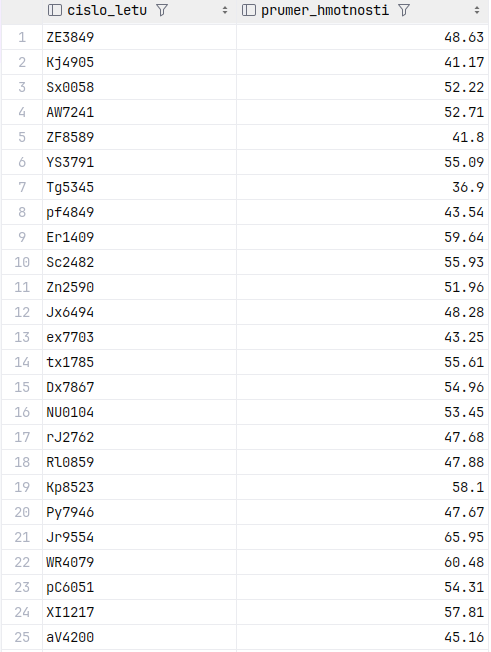 cislo_letu prumer_hmotnosti
1 ZE3849 48.63
2 Kj4905 41.17
3 Sx0058 52.22
4 AW7241 52.71
5 ZF8589 41.8
6 YS3791 55.09
7 Tg5345 36.9
8 pf4849 43.54
9 Er1409 59.64
10 Sc2482 55.93
11 Zn2590 51.96
12 Jx6494 48.28
13 ex7703 43.25
14 tx1785 55.61
15 Dx7867 54.96
16 NU0104 53.45
17 rJ2762 47.68
18 Rl0859 47.88
19 Kp8523 58.1
20 Py7946 47.67
21 Jr9554 65.95
22 WR4079 60.48
23 pC6051 54.31
24 XI1217 57.81
25 aV4200 45.16